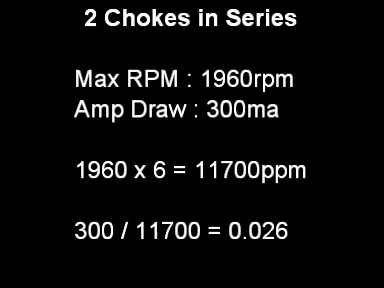 2 Chokes in Series
Max RPM : 1960rpm
Amp Draw : 300ma
1960 x 6 = 11700ppm
300 / 11700 = 0.026